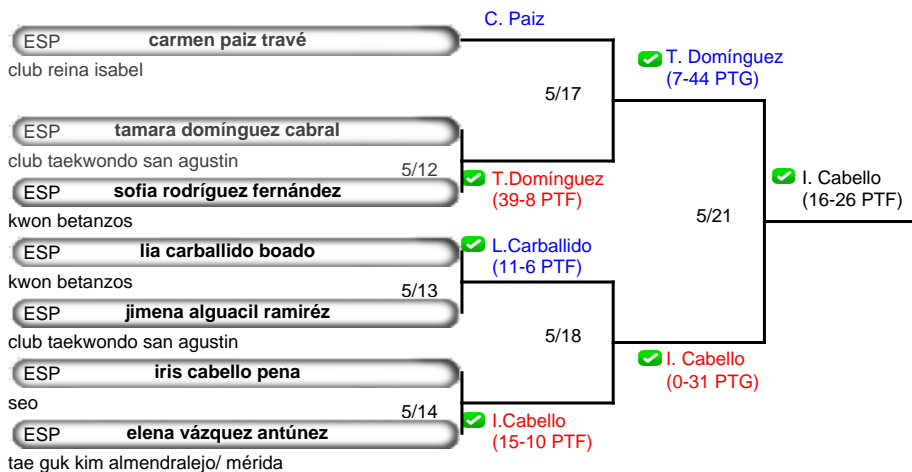 C. Paiz
ESP carmen paiz travé
club reina isabel
T. Domínguez
(7-44 PTG)
5/17
ESP tamara domínguez cabral
club taekwondo san agustin
5/12
T.Domínguez
(39-8 PTF)
ESP sofia rodríguez fernández
kwon betanzos
I. Cabello
(16-26 PTF)
5/21
ESP lia carballido boado
kwon betanzos
L.Carballido
(11-6 PTF)
5/13
ESP jimena alguacil ramiréz
club taekwondo san agustin
5/18
I. Cabello
(0-31 PTG)
ESP iris cabello pena
seo
5/14
I.Cabello
(15-10 PTF)
ESP elena vázquez antúnez
tae guk kim almendralejo/ mérida